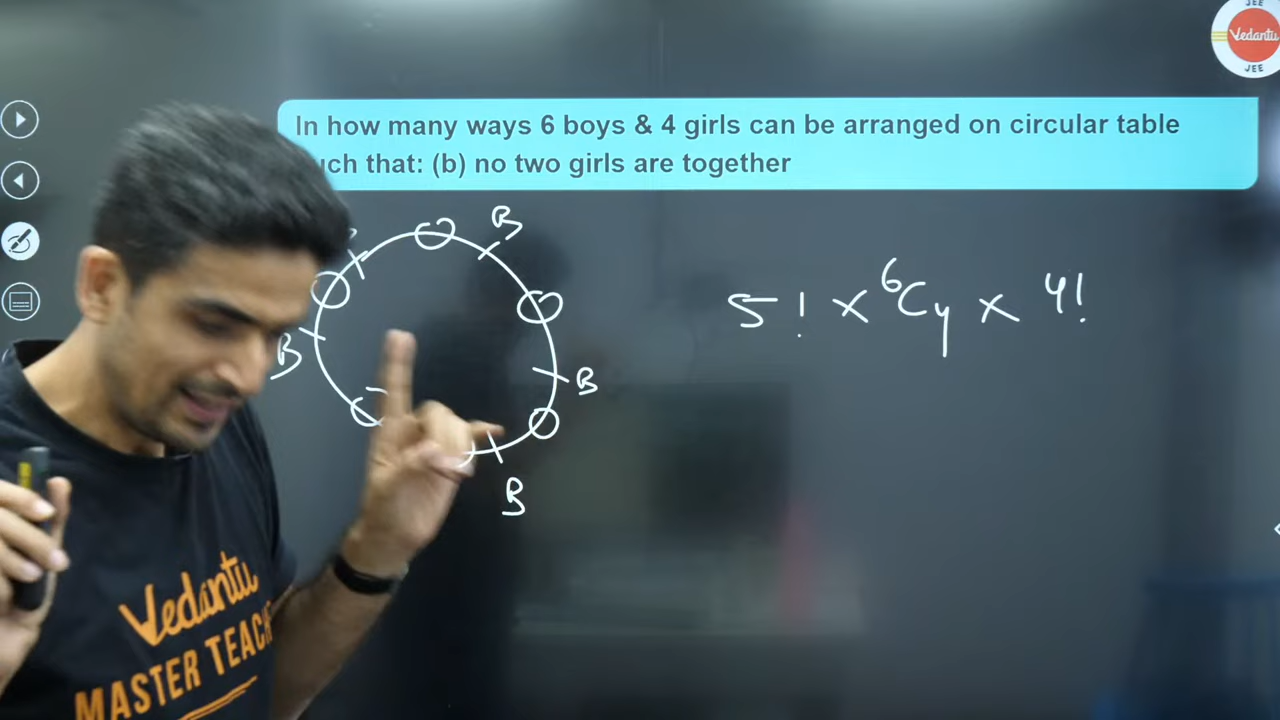 JEE
Vedantu
JEE
In how many ways 6 boys & 4 girls can be arranged on circular table
uch that: (b) no two girls are together
B
B
B
B
5! x ⁶C₄ x 4!
Vedantu
MASTER TEACHE